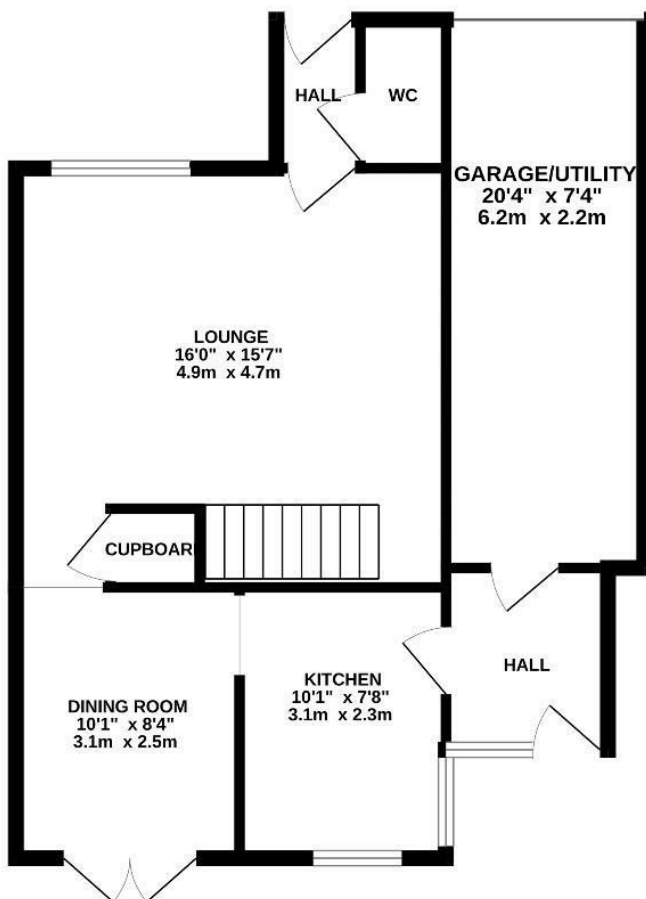 HALL
WC
GARAGE/UTILITY
20'4" x 7'4"
6.2m x 2.2m
LOUNGE
16'0" x 15'7"
4.9m x 4.7m
CUPBOAR
KITCHEN
10'1" x 7'8"
3.1m x 2.3m
HALL
DINING ROOM
10'1" x 8'4"
3.1m x 2.5m